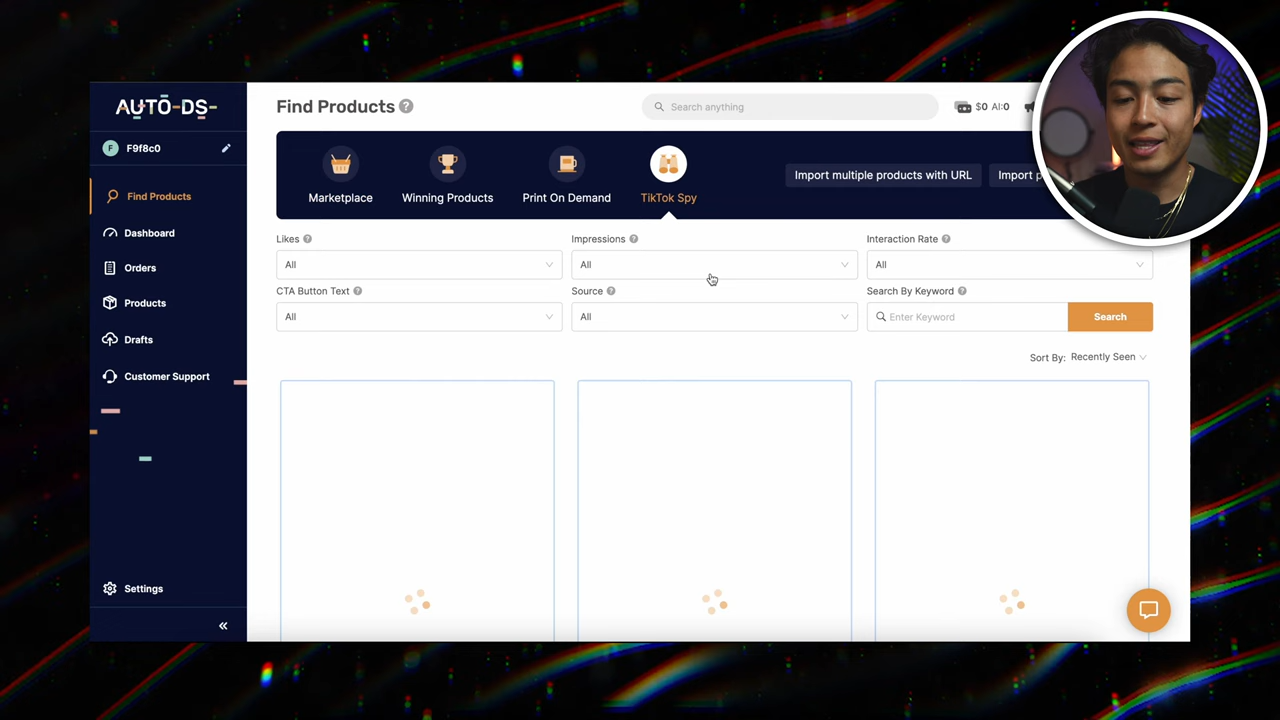 AUTO-DS
Find Products ?
Search anything
$0 AI:0
F F9f8c0
Find Products
Dashboard
Orders
Products
Drafts
Customer Support
Settings
«
Marketplace
Winning Products
Print On Demand
TikTok Spy
Import multiple products with URL
Import p
Likes ?
Impressions ?
Interaction Rate ?
All
All
All
CTA Button Text ?
Source ?
Search By Keyword ?
All
All
Enter Keyword
Search
Sort By: Recently Seen